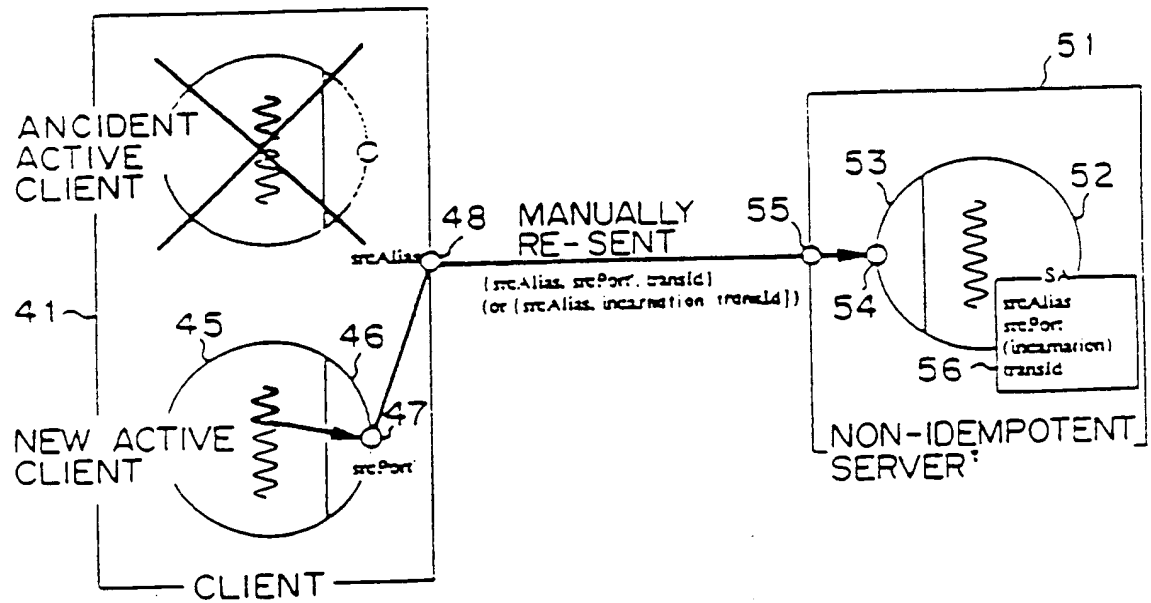 51
ANCIDENT
ACTIVE
CLIENT
53
52
48
MANUALLY
RE-SENT
55
srcAlias
{srcAlias, srcPort', transId}
(or {srcAlias, incarnation, transId})
54
SA
srcAlias
srcPort
(incarnation)
transId
56
41
45
46
47
NEW ACTIVE
CLIENT
srcPort'
NON-IDEMPOTENT
SERVER
CLIENT